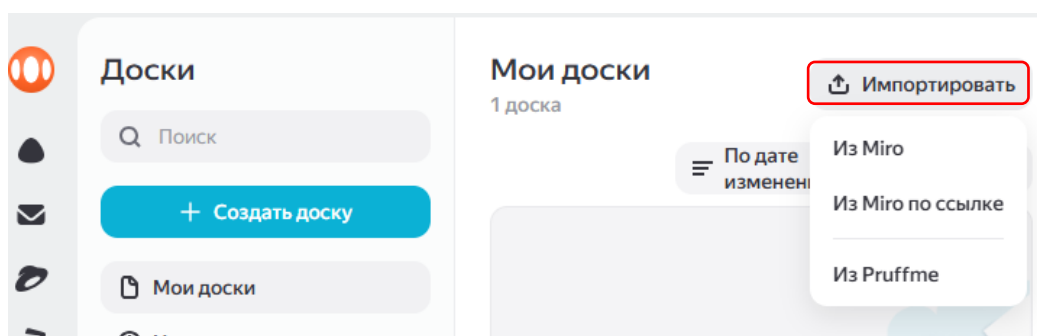 Доски
Поиск
Создать доску
Мои доски
Мои доски
1 доска
Импортировать
Из Miro
Из Miro по ссылке
Из Pruffme
По дате